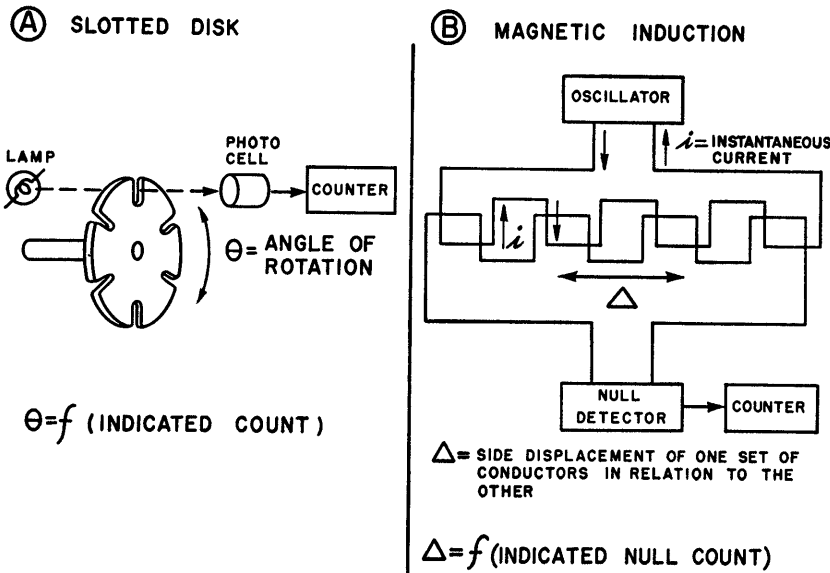 A SLOTTED DISK
LAMP
PHOTO
CELL
COUNTER
θ= ANGLE OF
ROTATION
θ=f (INDICATED COUNT)
B MAGNETIC INDUCTION
OSCILLATOR
i= INSTANTANEOUS
CURRENT
i
Δ
NULL
DETECTOR
COUNTER
Δ= SIDE DISPLACEMENT OF ONE SET OF
CONDUCTORS IN RELATION TO THE
OTHER
Δ=f (INDICATED NULL COUNT)